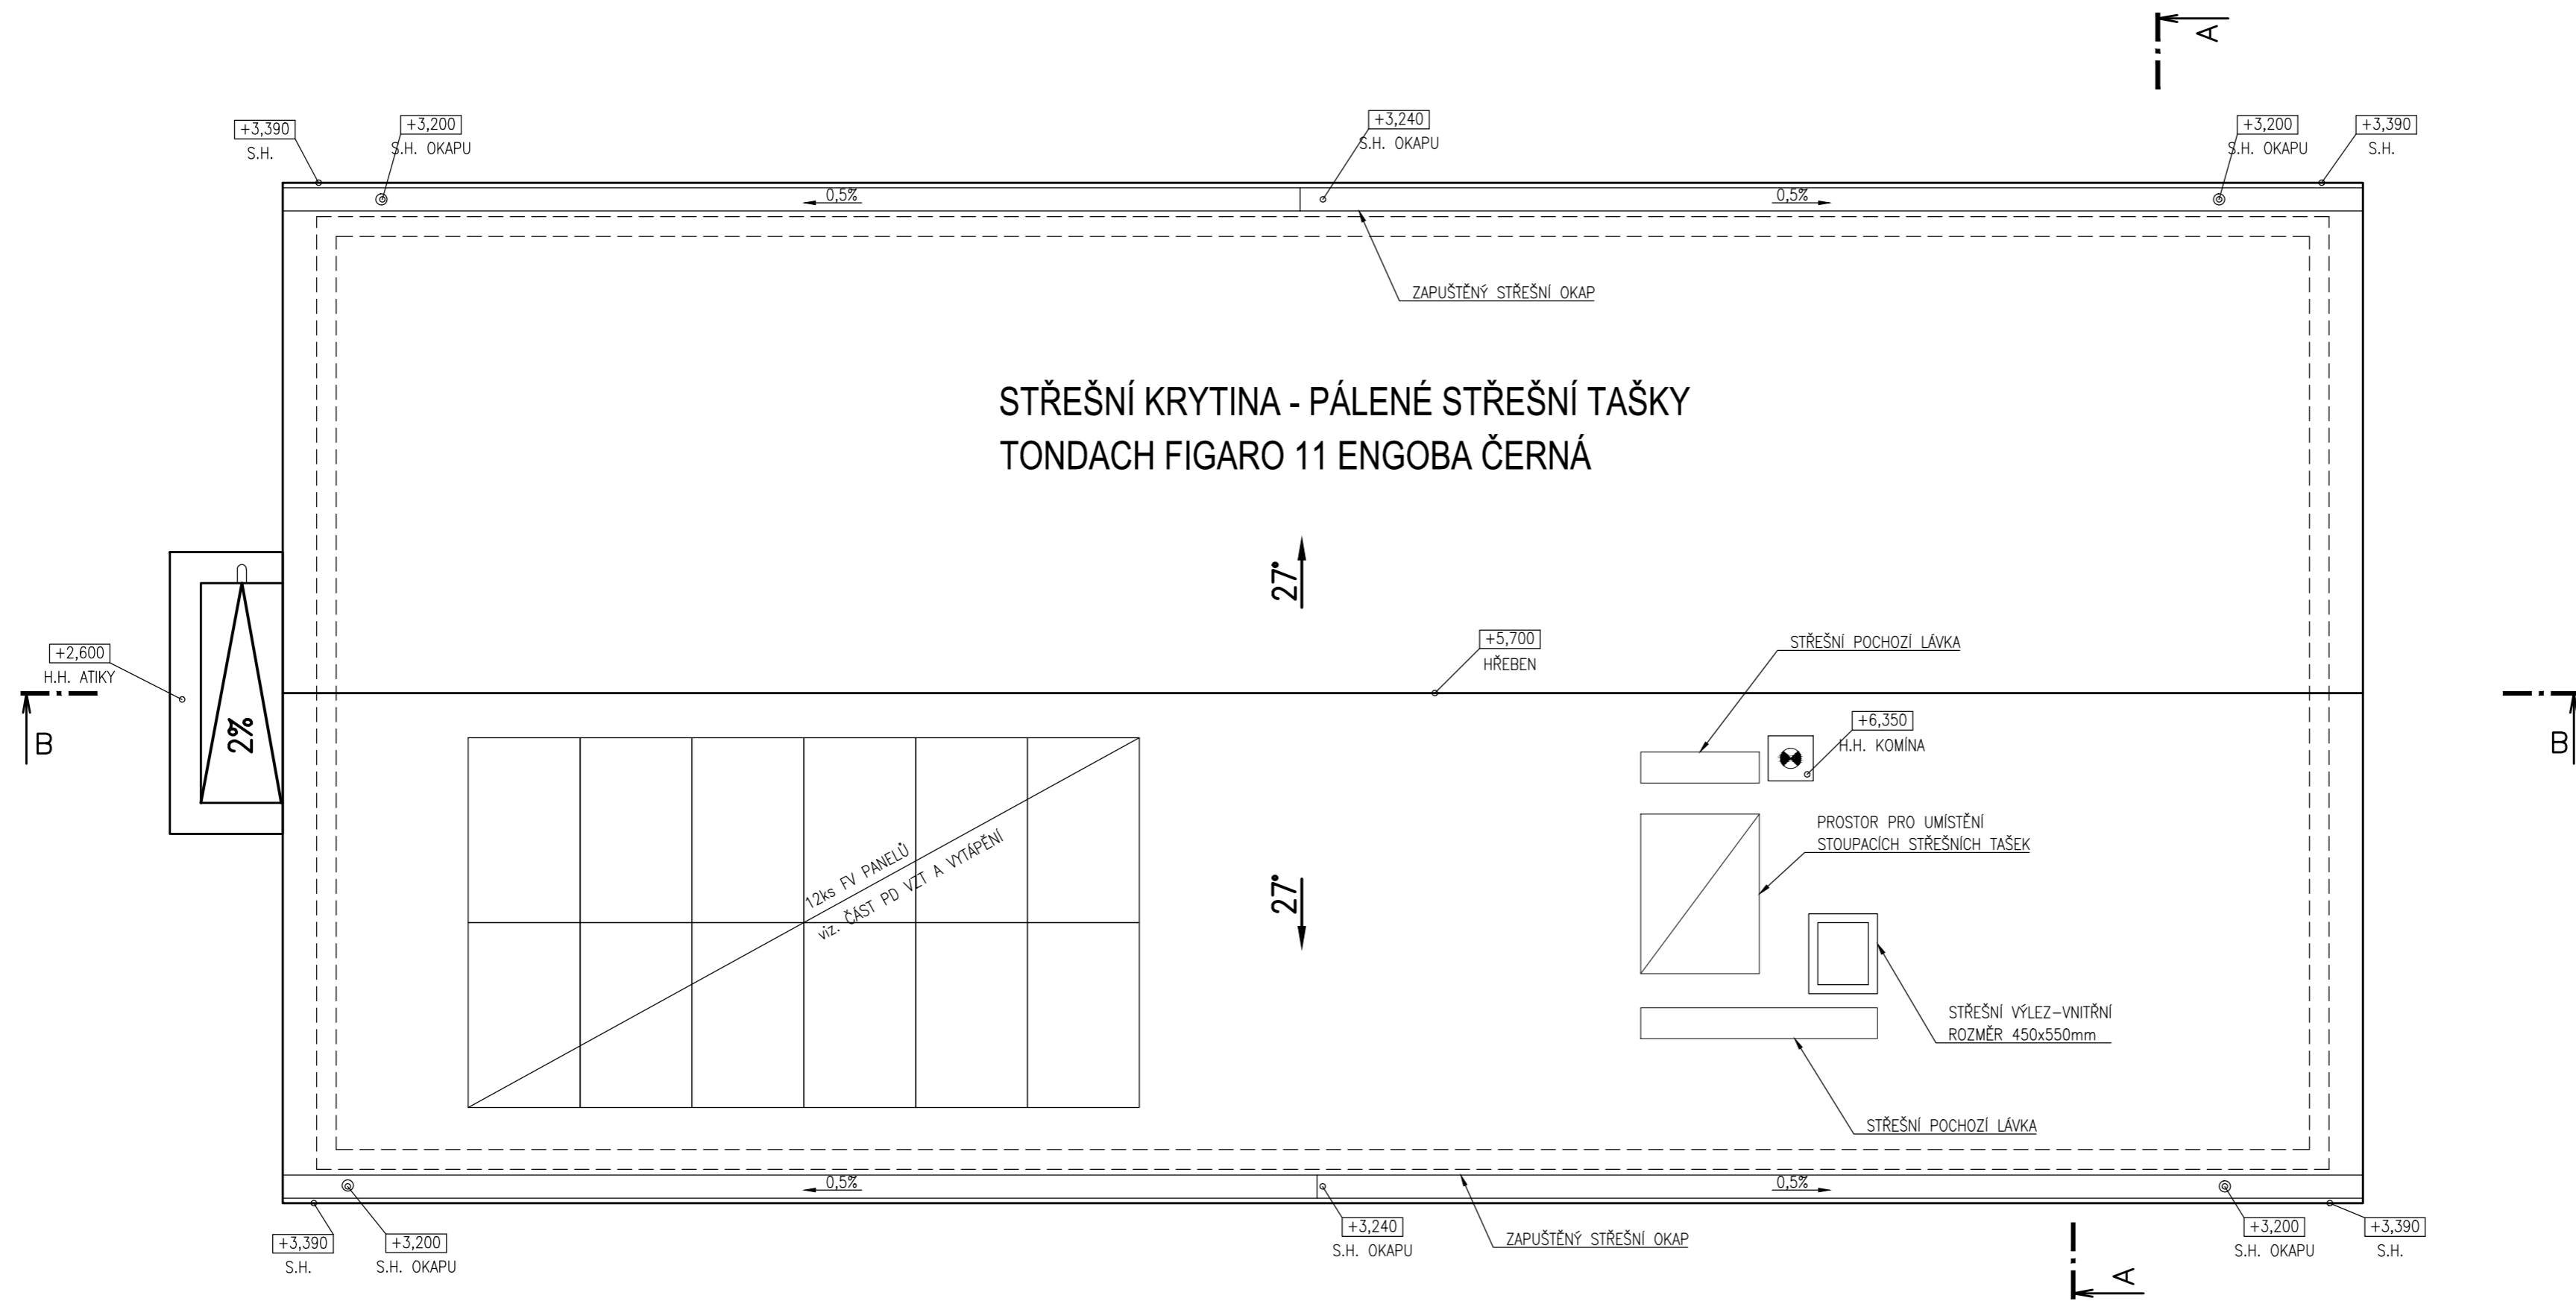 A
+3,390
S.H.
+3,200
S.H. OKAPU
+3,240
S.H. OKAPU
+3,200
S.H. OKAPU
+3,390
S.H.
0,5%
0,5%
ZAPUŠTĚNÝ STŘEŠNÍ OKAP
STŘEŠNÍ KRYTINA - PÁLENÉ STŘEŠNÍ TAŠKY
TONDACH FIGARO 11 ENGOBA ČERNÁ
27°
+2,600
H.H. ATIKY
+5,700
HŘEBEN
STŘEŠNÍ POCHOZÍ LÁVKA
B
2%
+6,350
H.H. KOMÍNA
B
12ks FV PANELŮ
viz. ČÁST PD VZT A VYTÁPĚNÍ
27°
PROSTOR PRO UMÍSTĚNÍ
STOUPACÍCH STŘEŠNÍCH TAŠEK
STŘEŠNÍ VÝLEZ-VNITŘNÍ
ROZMĚR 450x550mm
STŘEŠNÍ POCHOZÍ LÁVKA
0,5%
0,5%
+3,390
S.H.
+3,200
S.H. OKAPU
+3,240
S.H. OKAPU
ZAPUŠTĚNÝ STŘEŠNÍ OKAP
+3,200
S.H. OKAPU
+3,390
S.H.
A